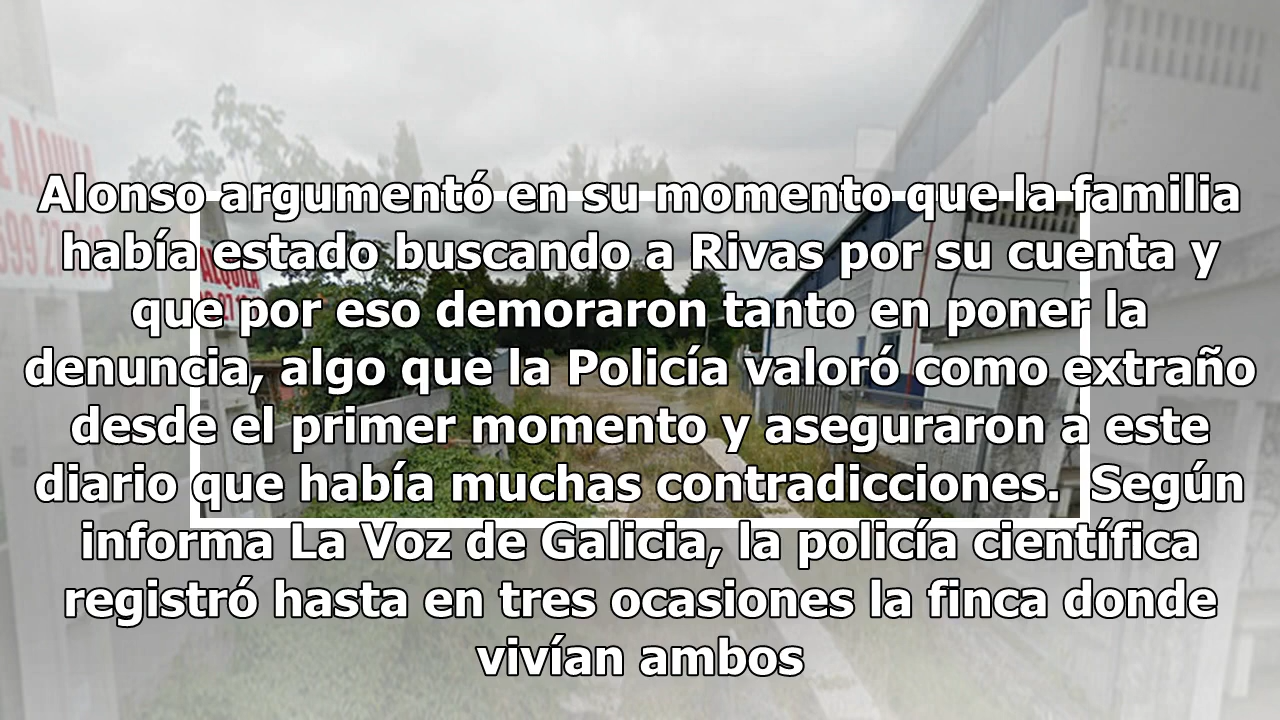 Alonso argumentó en su momento que la familia
había estado buscando a Rivas por su cuenta y
que por eso demoraron tanto en poner la
denuncia, algo que la Policía valoró como extraño
desde el primer momento y aseguraron a este
diario que había muchas contradicciones.  Según
informa La Voz de Galicia, la policía científica
registró hasta en tres ocasiones la finca donde
vivían ambos
ALQUILA
ALQUILA